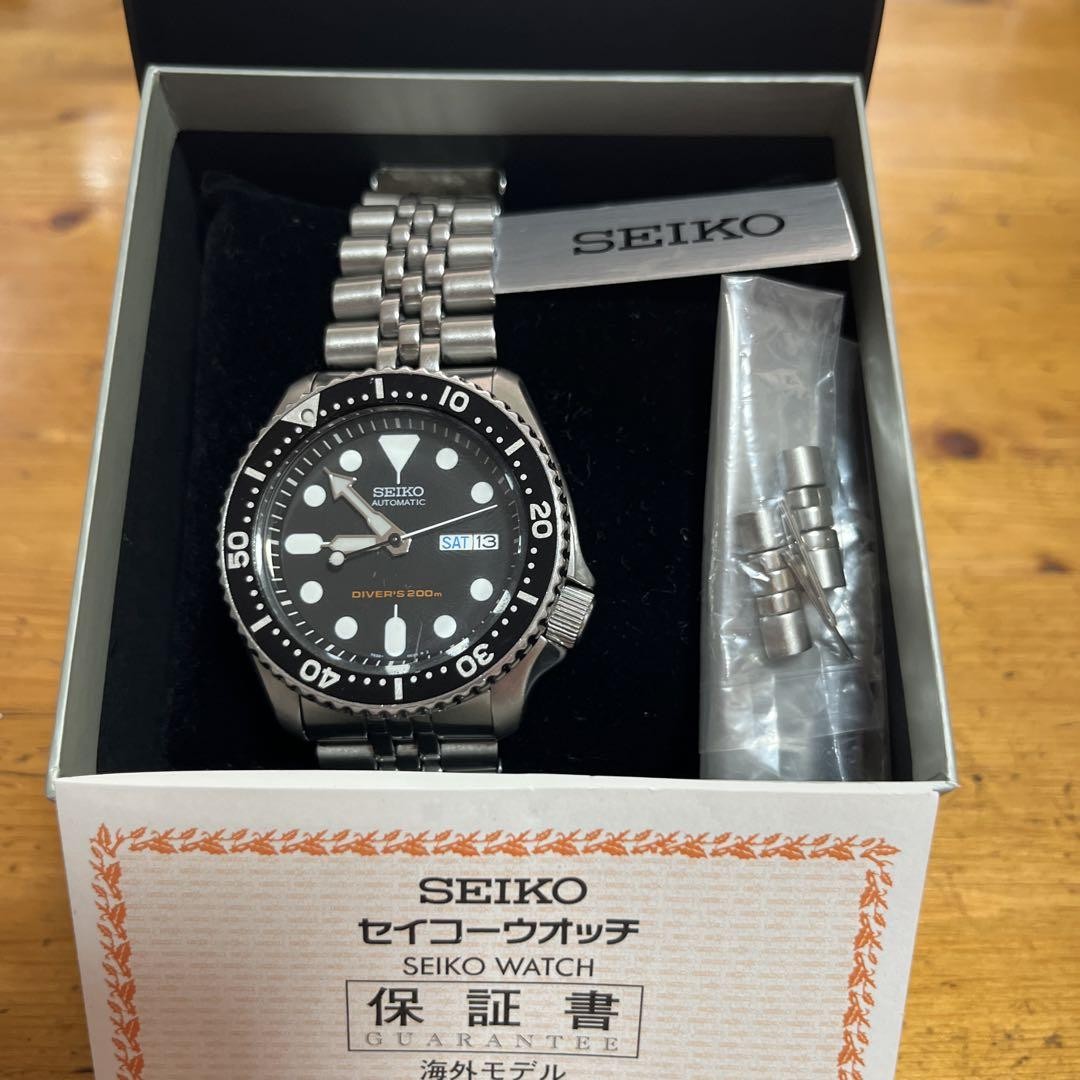 SEIKO
10
20
30
40
50
SEIKO
AUTOMATIC
SAT 13
DIVER'S 200m
SEIKO
セイコーウオッチ
SEIKO WATCH
保証書
GUARANTEE
海外モデル